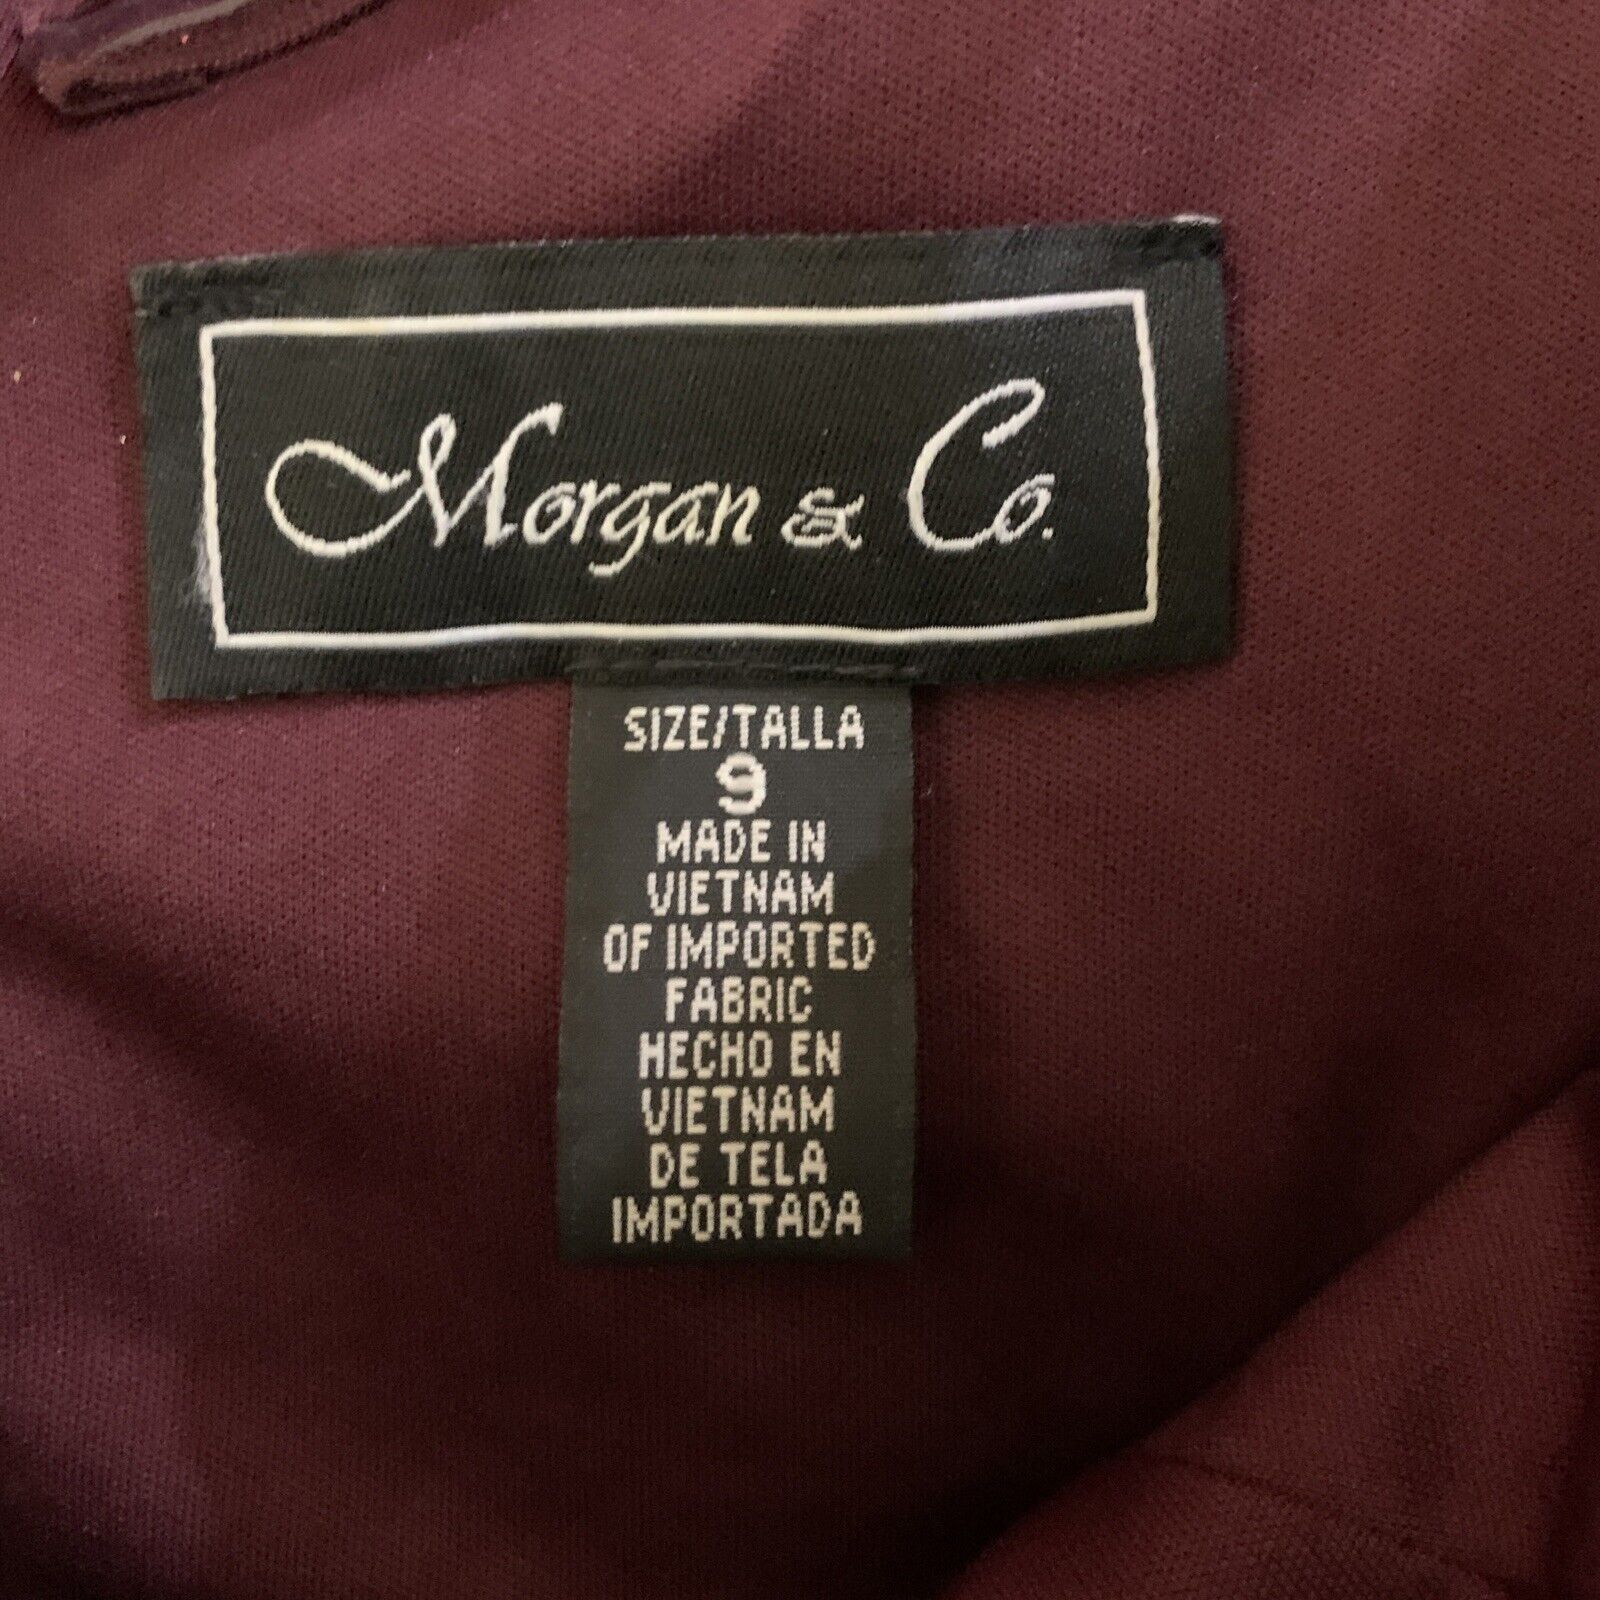 Morgan & Co.
SIZE/TALLA
9
MADE IN
VIETNAM
OF IMPORTED
FABRIC
HECHO EN
VIETNAM
DE TELA
IMPORTADA